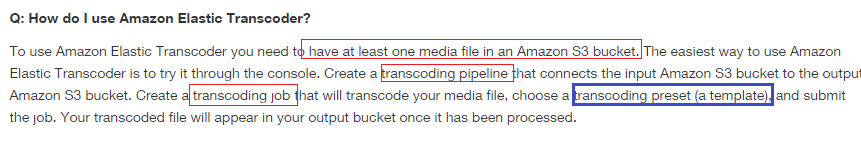 Q: How do I use Amazon Elastic Transcoder?
To use Amazon Elastic Transcoder you need to have at least one media file in an Amazon S3 bucket. The easiest way to use Amazon
Elastic Transcoder is to try it through the console. Create a transcoding pipeline that connects the input Amazon S3 bucket to the output
Amazon S3 bucket. Create a transcoding job that will transcode your media file, choose a transcoding preset (a template), and submit
the job. Your transcoded file will appear in your output bucket once it has been processed.